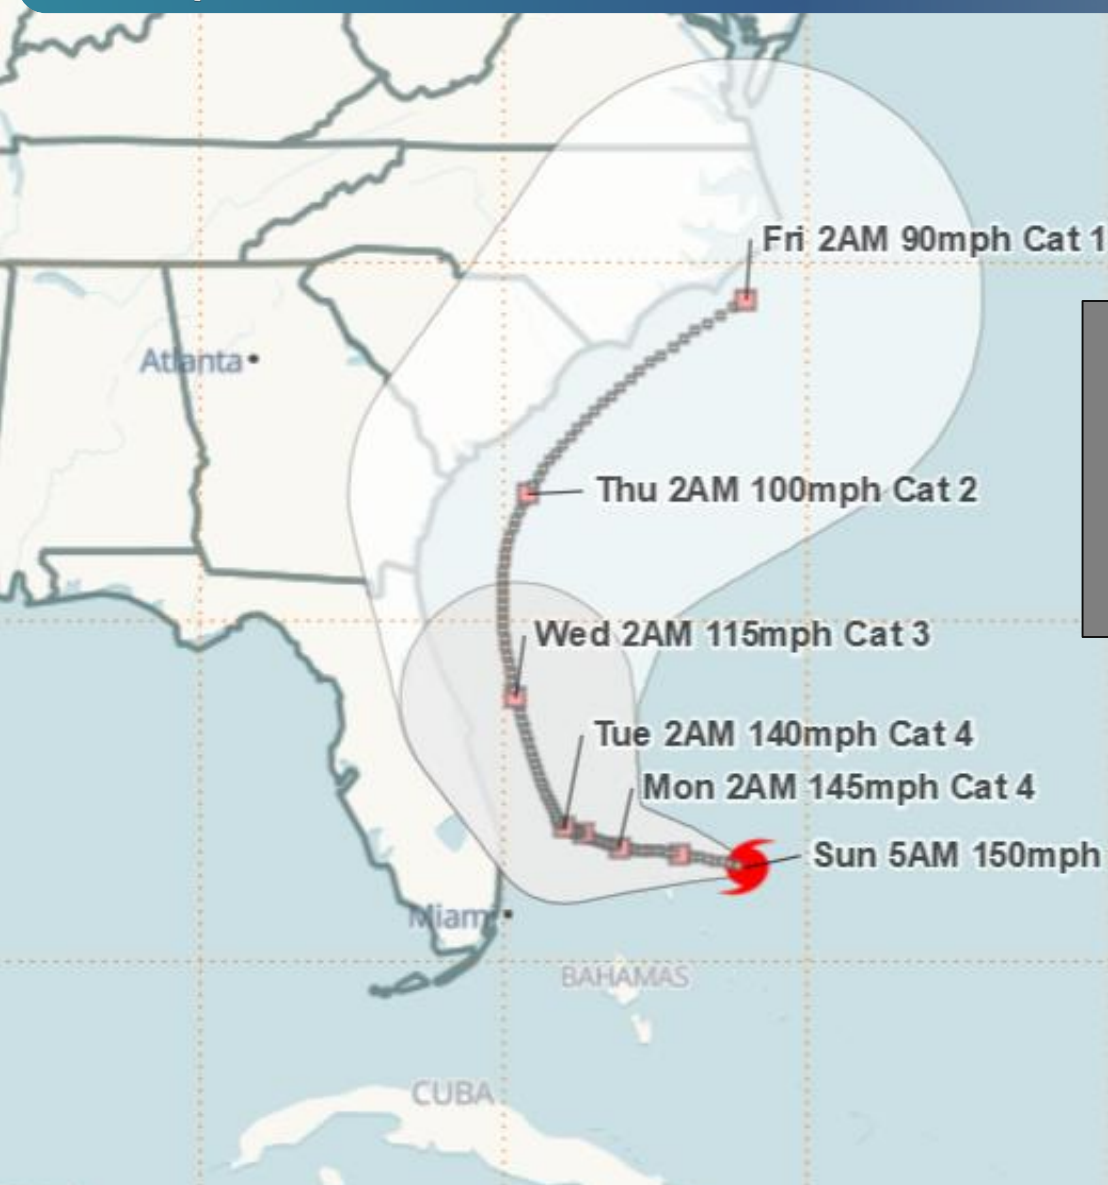 Fri 2AM 90mph Cat 1
Atlanta
Thu 2AM 100mph Cat 2
Wed 2AM 115mph Cat 3
Tue 2AM 140mph Cat 4
Mon 2AM 145mph Cat 4
Sun 5AM 150mph
Miami
BAHAMAS
CUBA